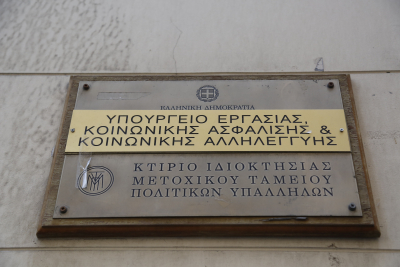 ΕΛΛΗΝΙΚΗ ΔΗΜΟΚΡΑΤΙΑ
ΥΠΟΥΡΓΕΙΟ ΕΡΓΑΣΙΑΣ,
ΚΟΙΝΩΝΙΚΗΣ ΑΣΦΑΛΙΣΗΣ &
ΚΟΙΝΩΝΙΚΗΣ ΑΛΛΗΛΕΓΓΥΗΣ
ΚΤΙΡΙΟ ΙΔΙΟΚΤΗΣΙΑΣ
ΜΕΤΟΧΙΚΟΥ ΤΑΜΕΙΟΥ
ΠΟΛΙΤΙΚΩΝ ΥΠΑΛΛΗΛΩΝ